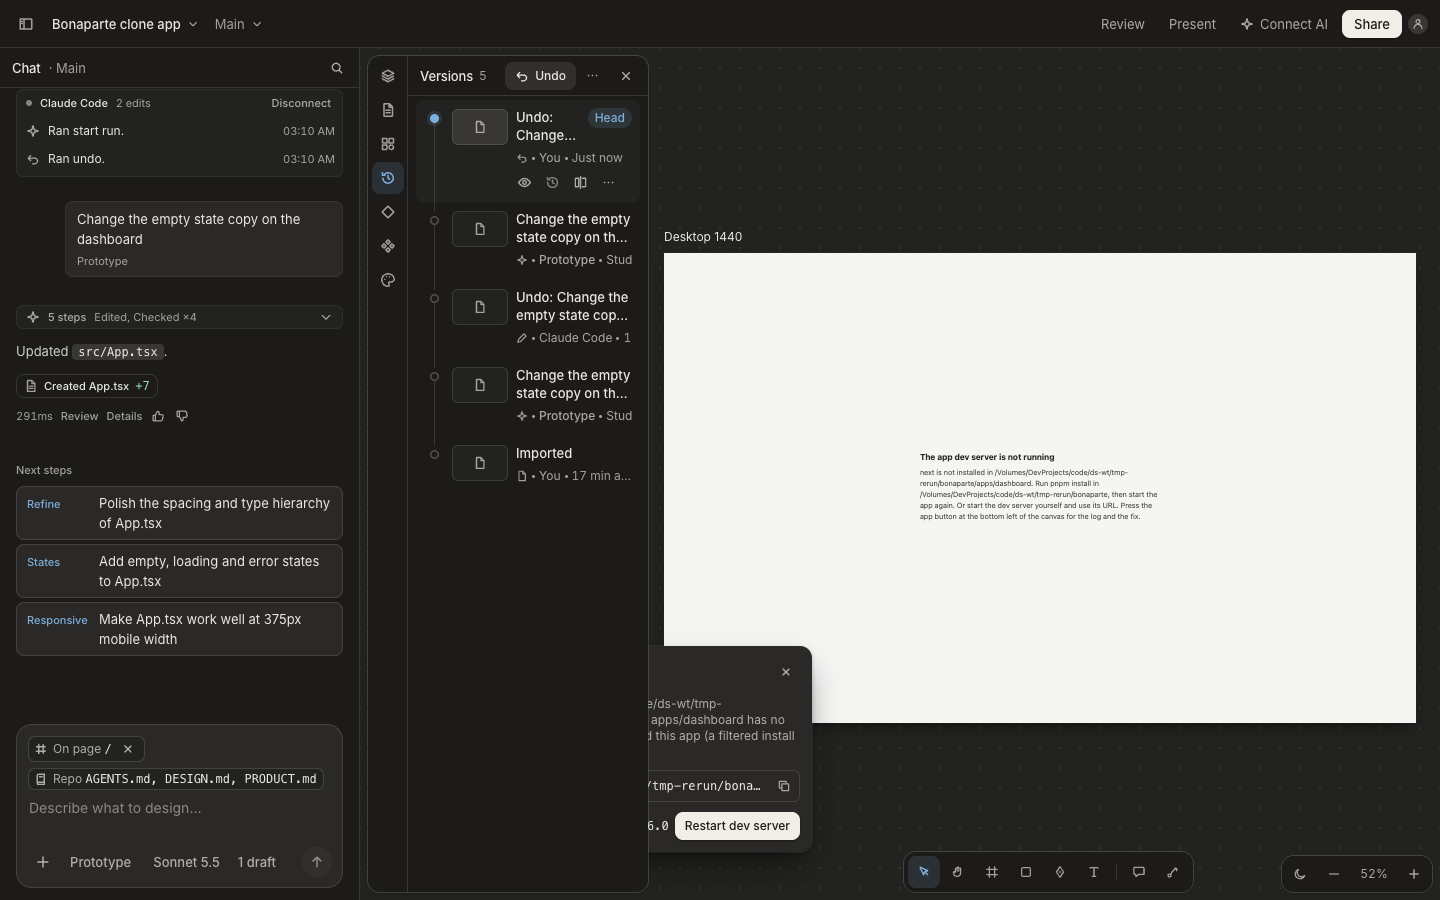 Bonaparte clone app
Main
Review
Present
Connect AI
Share
Chat · Main
Claude Code 2 edits
Disconnect
Ran start run.
03:10 AM
Ran undo.
03:10 AM
Change the empty state copy on the
dashboard
Prototype
5 steps Edited, Checked ×4
Updated src/App.tsx.
Created App.tsx +7
291ms Review Details
Next steps
Refine
Polish the spacing and type hierarchy
of App.tsx
States
Add empty, loading and error states
to App.tsx
Responsive
Make App.tsx work well at 375px
mobile width
On page /
Repo AGENTS.md, DESIGN.md, PRODUCT.md
Describe what to design...
Prototype
Sonnet 5.5
1 draft
Versions 5
Undo
Undo:
Change...
Head
• You • Just now
Change the empty
state copy on th...
• Prototype • Stud
Undo: Change the
empty state cop...
• Claude Code • 1
Change the empty
state copy on th...
• Prototype • Stud
Imported
• You • 17 min a...
Desktop 1440
The app dev server is not running
next is not installed in /Volumes/DevProjects/code/ds-wt/tmp-
rerun/bonaparte/apps/dashboard. Run pnpm install in
/Volumes/DevProjects/code/ds-wt/tmp-rerun/bonaparte, then start the
app again. Or start the dev server yourself and use its URL. Press the
app button at the bottom left of the canvas for the log and the fix.
e/ds-wt/tmp-
apps/dashboard has no
d this app (a filtered install
/tmp-rerun/bona...
6.0
Restart dev server
52%